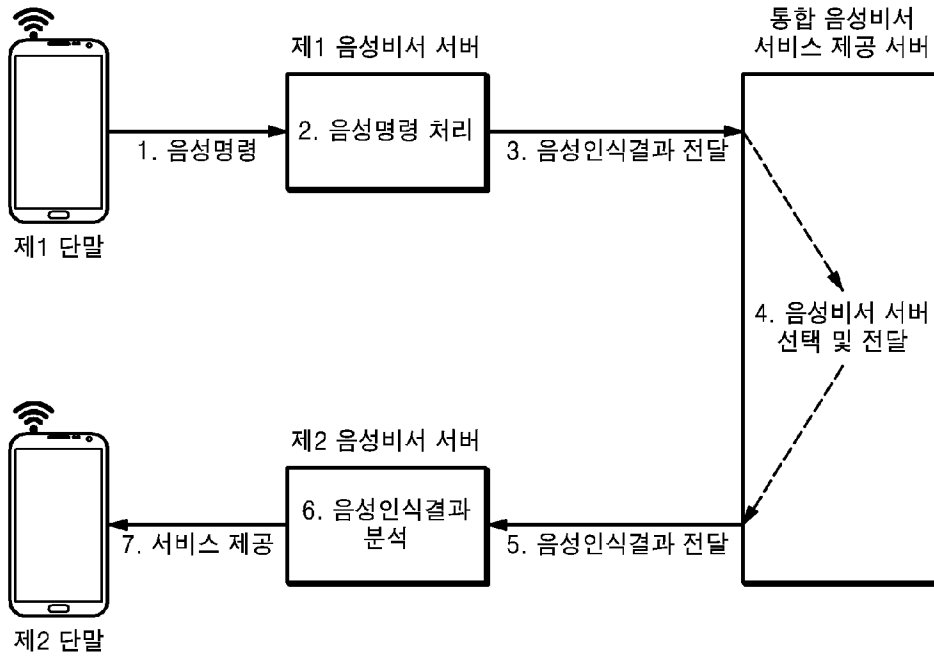 통합 음성비서
서비스 제공 서버
제1 음성비서 서버
2. 음성명령 처리
1. 음성명령
3. 음성인식결과 전달
제1 단말
4. 음성비서 서버
선택 및 전달
제2 음성비서 서버
6. 음성인식결과
분석
7. 서비스 제공
5. 음성인식결과 전달
제2 단말